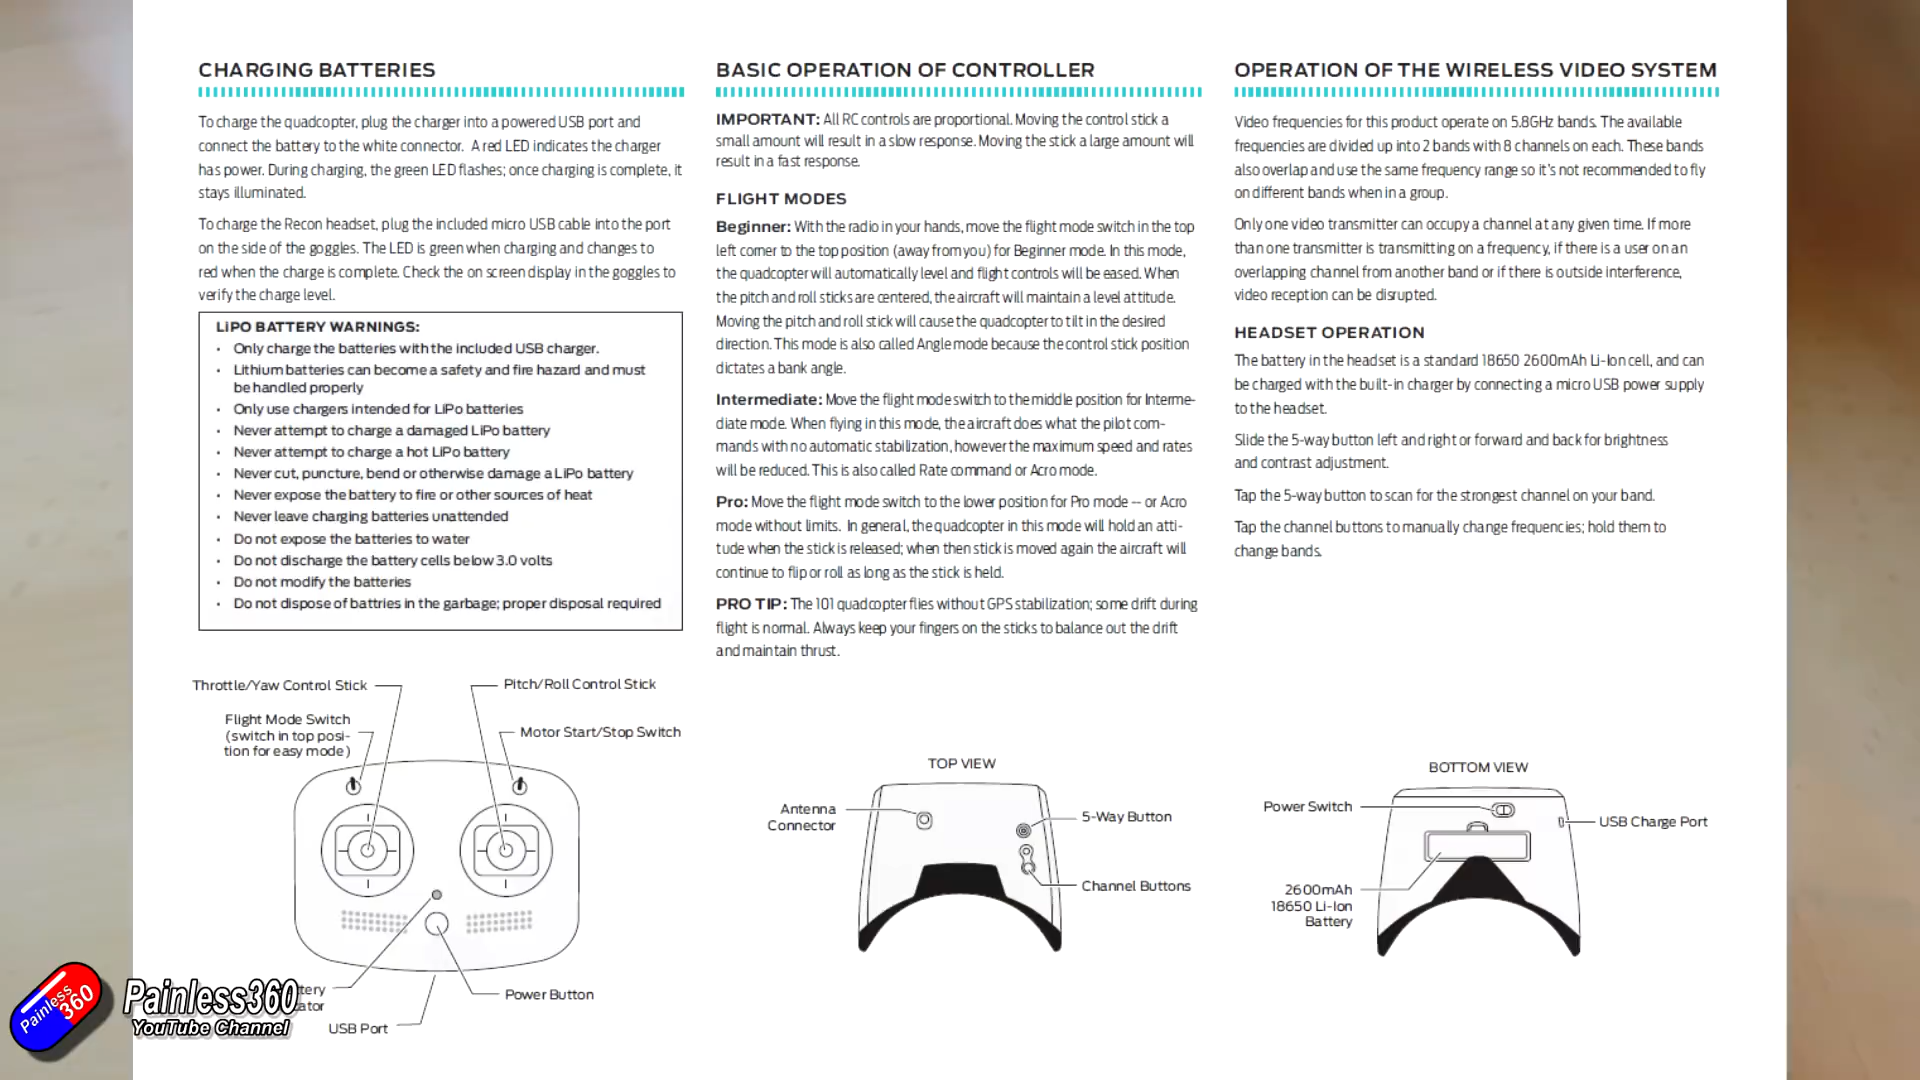 CHARGING BATTERIES
To charge the quadcopter, plug the charger into a powered USB port and
connect the battery to the white connector. A red LED indicates the charger
has power. During charging, the green LED flashes; once charging is complete, it
stays illuminated.
To charge the Recon headset, plug the included micro USB cable into the port
on the side of the goggles. The LED is green when charging and changes to
red when the charge is complete. Check the on screen display in the goggles to
verify the charge level.
LiPO BATTERY WARNINGS:
• Only charge the batteries with the included USB charger.
• Lithium batteries can become a safety and fire hazard and must
be handled properly
• Only use chargers intended for LiPo batteries
• Never attempt to charge a damaged LiPo battery
• Never attempt to charge a hot LiPo battery
• Never cut, puncture, bend or otherwise damage a LiPo battery
• Never expose the battery to fire or other sources of heat
• Never leave charging batteries unattended
• Do not expose the batteries to water
• Do not discharge the battery cells below 3.0 volts
• Do not modify the batteries
• Do not dispose of battries in the garbage; proper disposal required
Throttle/Yaw Control Stick
Pitch/Roll Control Stick
Flight Mode Switch
(switch in top posi-
tion for easy mode)
Motor Start/Stop Switch
Power Button
USB Port
BASIC OPERATION OF CONTROLLER
IMPORTANT: All RC controls are proportional. Moving the control stick a
small amount will result in a slow response. Moving the stick a large amount will
result in a fast response.
FLIGHT MODES
Beginner: With the radio in your hands, move the flight mode switch in the top
left corner to the top position (away from you) for Beginner mode. In this mode,
the quadcopter will automatically level and flight controls will be eased. When
the pitch and roll sticks are centered, the aircraft will maintain a level attitude.
Moving the pitch and roll stick will cause the quadcopter to tilt in the desired
direction. This mode is also called Angle mode because the control stick position
dictates a bank angle.
Intermediate: Move the flight mode switch to the middle position for Interme-
diate mode. When flying in this mode, the aircraft does what the pilot com-
mands with no automatic stabilization, however the maximum speed and rates
will be reduced. This is also called Rate command or Acro mode.
Pro: Move the flight mode switch to the lower position for Pro mode -- or Acro
mode without limits. In general, the quadcopter in this mode will hold an atti-
tude when the stick is released; when then stick is moved again the aircraft will
continue to flip or roll as long as the stick is held.
PRO TIP: The 101 quadcopter flies without GPS stabilization; some drift during
flight is normal. Always keep your fingers on the sticks to balance out the drift
and maintain thrust.
TOP VIEW
Antenna
Connector
5-Way Button
Channel Buttons
OPERATION OF THE WIRELESS VIDEO SYSTEM
Video frequencies for this product operate on 5.8GHz bands. The available
frequencies are divided up into 2 bands with 8 channels on each. These bands
also overlap and use the same frequency range so it's not recommended to fly
on different bands when in a group.
Only one video transmitter can occupy a channel at any given time. If more
than one transmitter is transmitting on a frequency, if there is a user on an
overlapping channel from another band or if there is outside interference,
video reception can be disrupted.
HEADSET OPERATION
The battery in the headset is a standard 18650 2600mAh Li-Ion cell, and can
be charged with the built-in charger by connecting a micro USB power supply
to the headset.
Slide the 5-way button left and right or forward and back for brightness
and contrast adjustment.
Tap the 5-way button to scan for the strongest channel on your band.
Tap the channel buttons to manually change frequencies; hold them to
change bands.
BOTTOM VIEW
Power Switch
USB Charge Port
2600mAh
18650 Li-Ion
Battery
Painless
360
Painless360
YouTube Channel